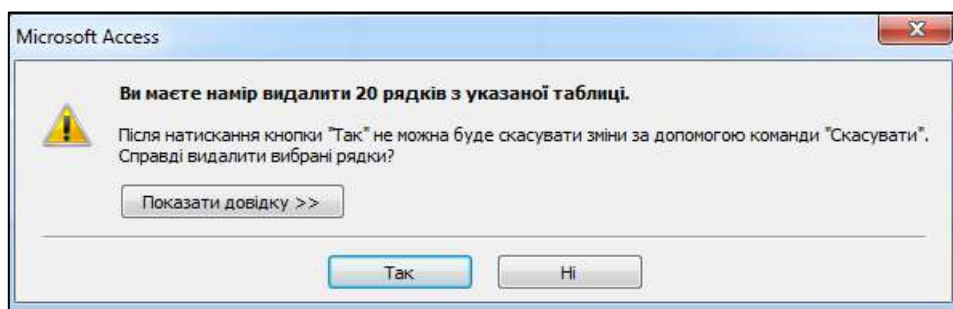 Microsoft Access
Ви маєте намір видалити 20 рядків з указаної таблиці.
Після натискання кнопки "Так" не можна буде скасувати зміни за допомогою команди "Скасувати".
Справді видалити вибрані рядки?
Показати довідку >>
Так
Ні